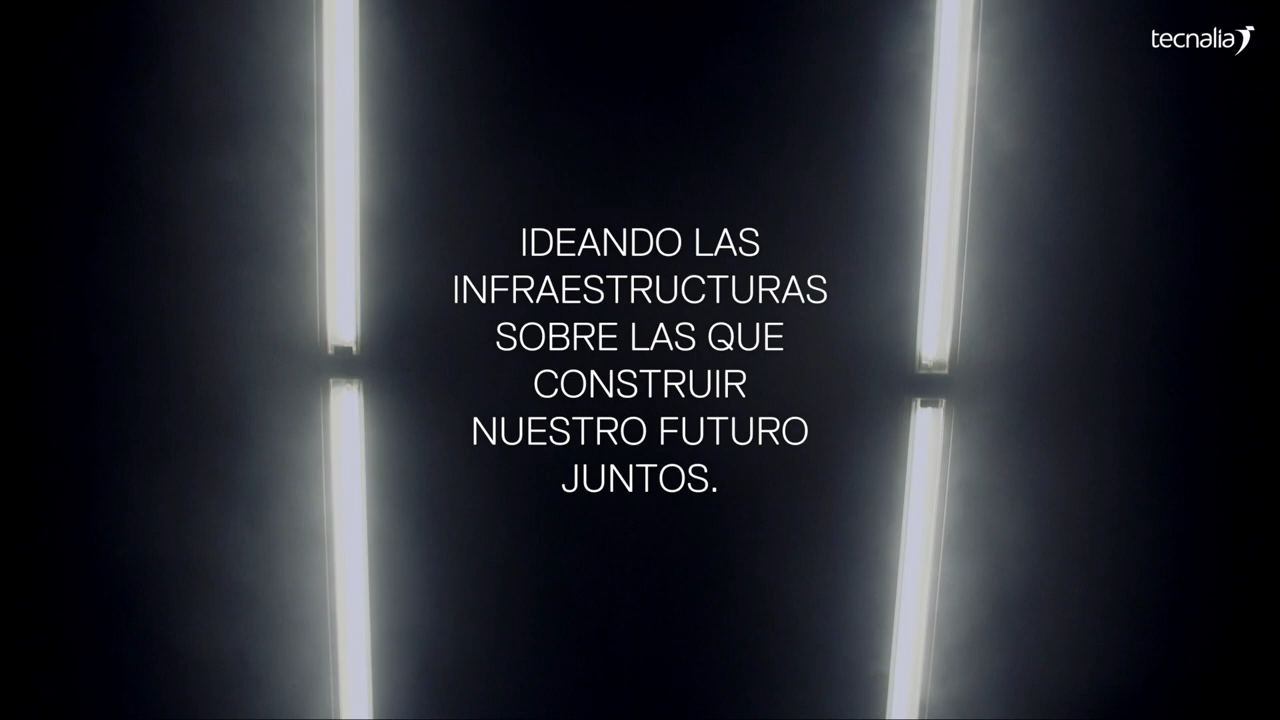 tecnalia
IDEANDO LAS
INFRAESTRUCTURAS
SOBRE LAS QUE
CONSTRUIR
NUESTRO FUTURO
JUNTOS.